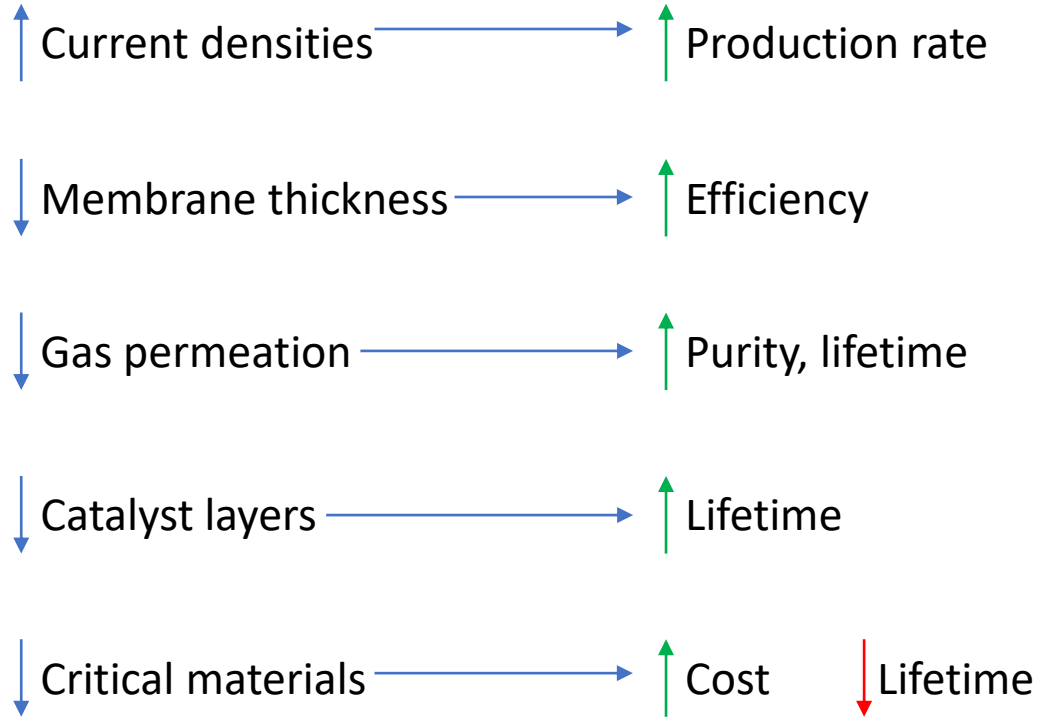 Current densities Production rate
Membrane thickness Efficiency
Gas permeation Purity, lifetime
Catalyst layers Lifetime
Critical materials Cost Lifetime